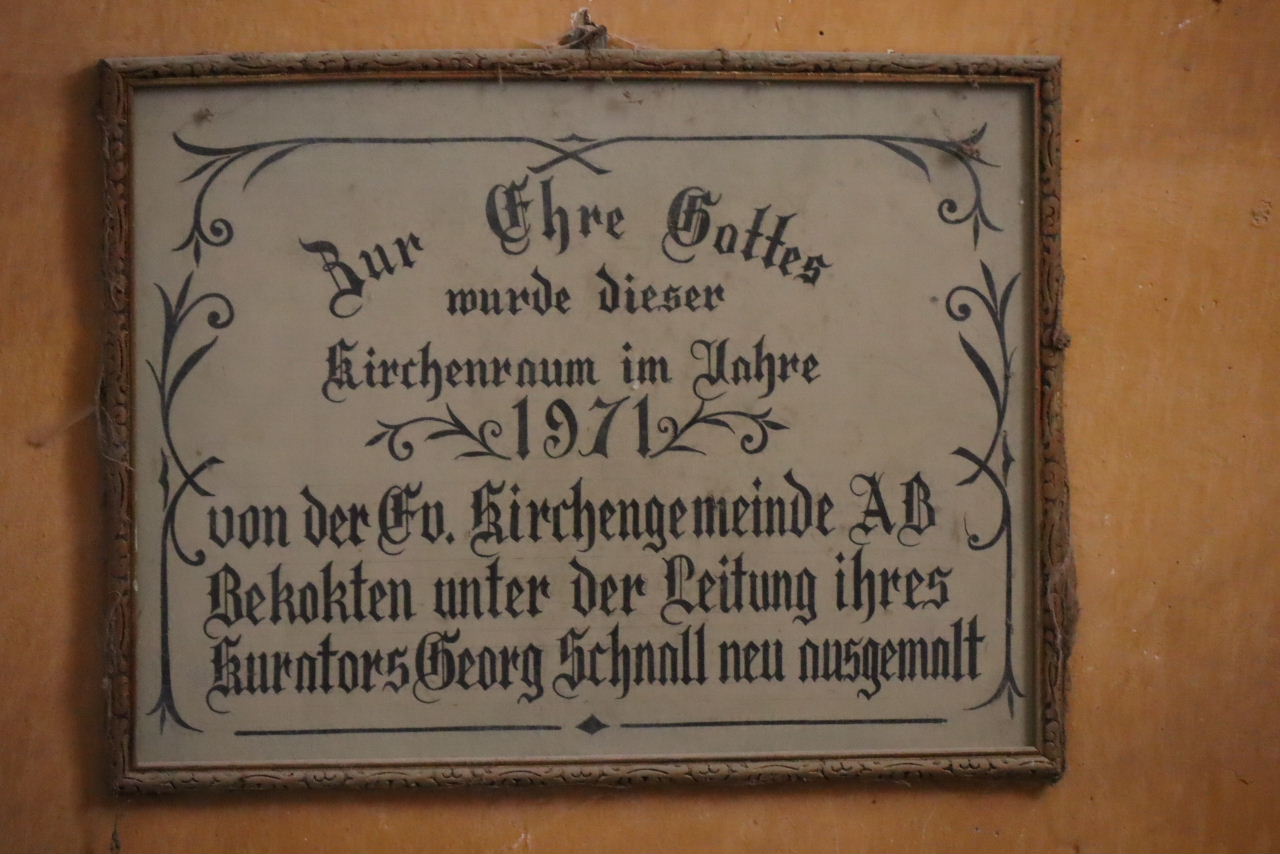 Zur Ehre Gottes
wurde dieser
Kirchenraum im Jahre
1971
von der Ev. Kirchengemeinde AB
Bekokten unter der Leitung ihres
Kurators Georg Schnall neu ausgemalt